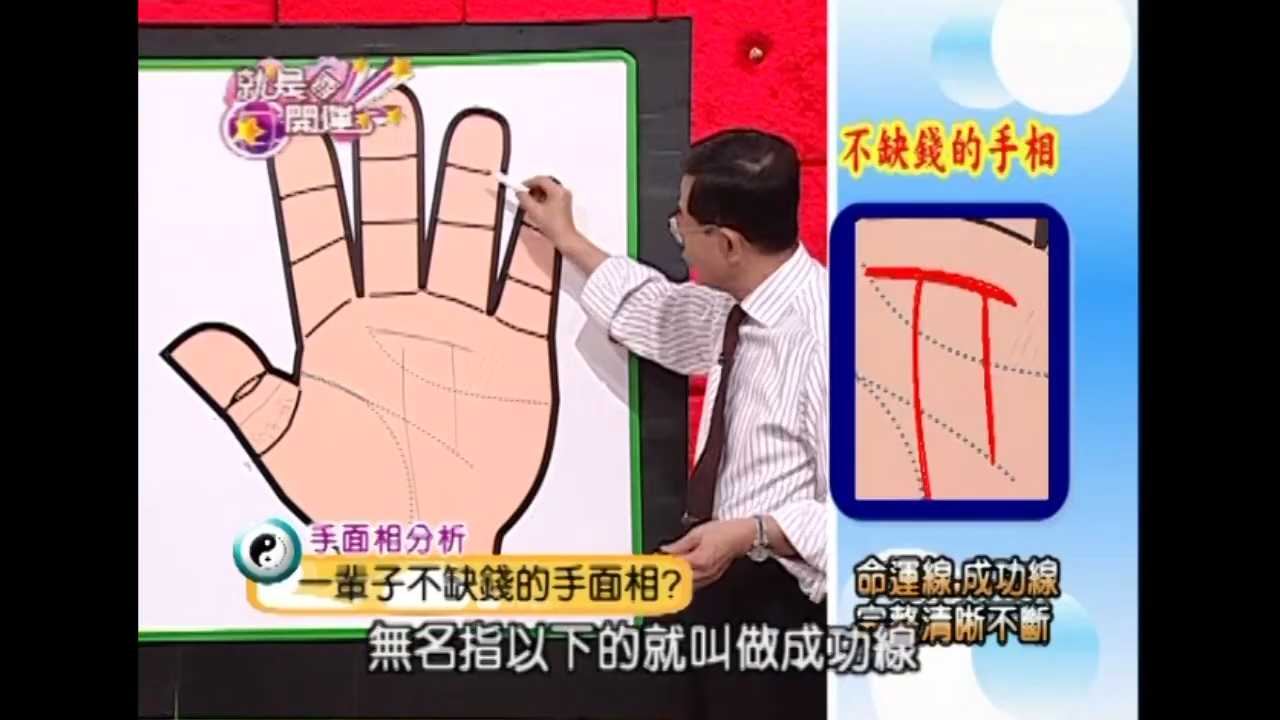 就是
開運
不缺錢的手相
手面相分析
一輩子不缺錢的手面相?
命運線,成功線
完整清晰不斷
無名指以下的就叫做成功線